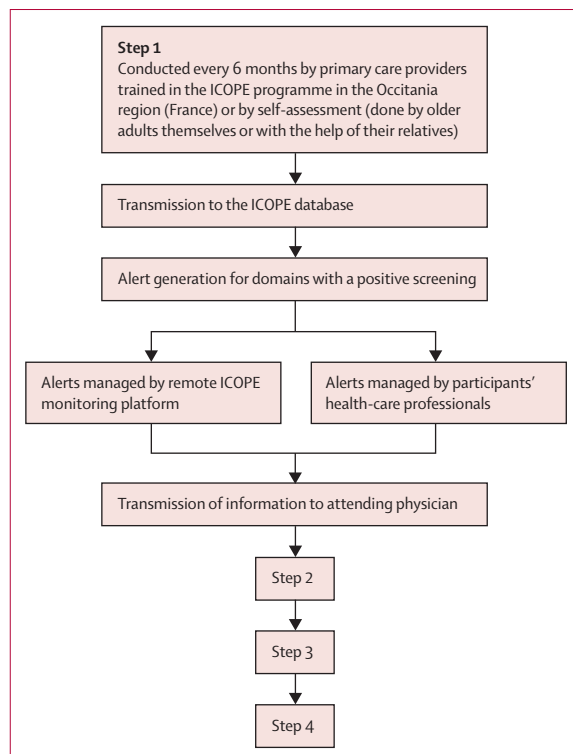 Step 1
Conducted every 6 months by primary care providers
trained in the ICOPE programme in the Occitania
region (France) or by self-assessment (done by older
adults themselves or with the help of their relatives)
Transmission to the ICOPE database
Alert generation for domains with a positive screening
Alerts managed by remote ICOPE
monitoring platform
Alerts managed by participants’
health-care professionals
Transmission of information to attending physician
Step 2
Step 3
Step 4